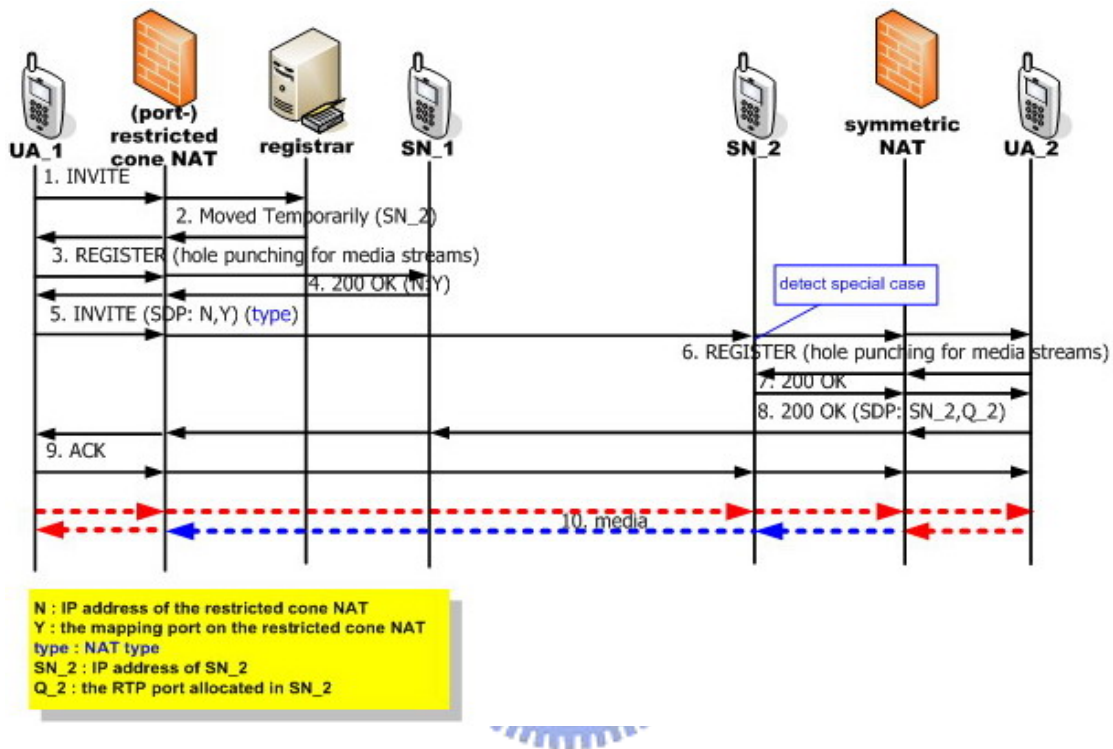 (port-)
restricted
cone NAT
UA_1
registrar
SN_1
SN_2
symmetric
NAT
UA_2
1. INVITE
2. Moved Temporarily (SN_2)
3. REGISTER (hole punching for media streams)
4. 200 OK (N:Y)
detect special case
5. INVITE (SDP: N,Y) (type)
6. REGISTER (hole punching for media streams)
7. 200 OK
8. 200 OK (SDP: SN_2,Q_2)
9. ACK
10. media
N : IP address of the restricted cone NAT
Y : the mapping port on the restricted cone NAT
type : NAT type
SN_2 : IP address of SN_2
Q_2 : the RTP port allocated in SN_2